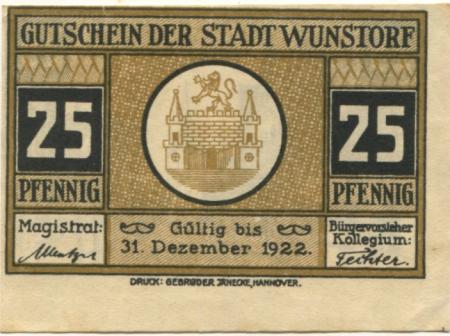 GUTSCHEIN DER STADT WUNSTORF
25 25
PFENNIG PFENNIG
Magistrat: Gültig bis Bürgervorsteher
31. Dezember 1922. Kollegium:
DRUCK: GEBRÜDER JÄNECKE, HANNOVER.